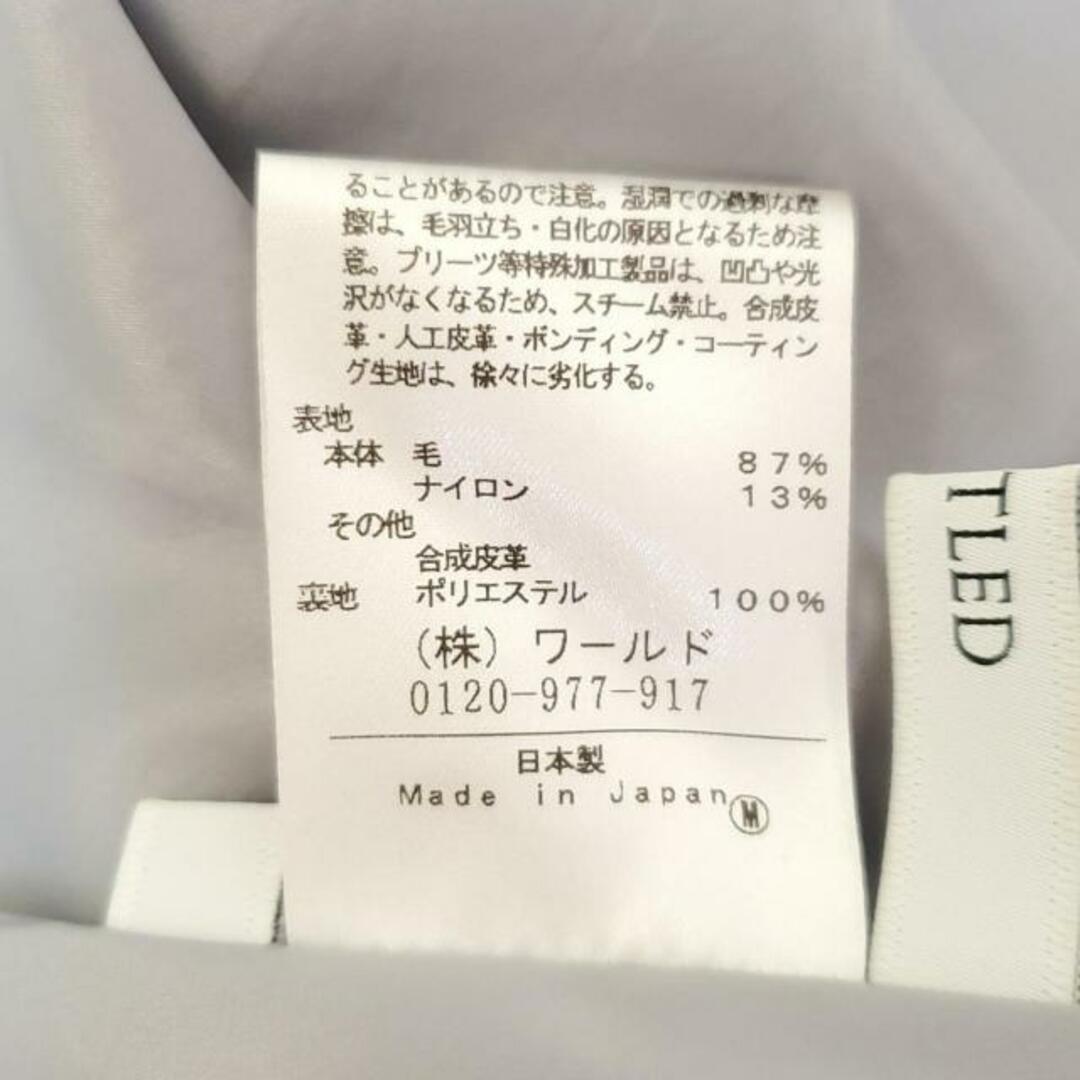 ることがあるので注意。湿潤での過剰な摩
擦は、毛羽立ち・白化の原因となるため注
意。プリーツ等特殊加工製品は、凹凸や光
沢がなくなるため、スチーム禁止。合成皮
革・人工皮革・ボンディング・コーティン
グ生地は、徐々に劣化する。
表地
本体 毛 87%
ナイロン 13%
その他
合成皮革
裏地 ポリエステル 100%
(株) ワールド
0120-977-917
日本製
Made in Japan Ⓜ
TLED